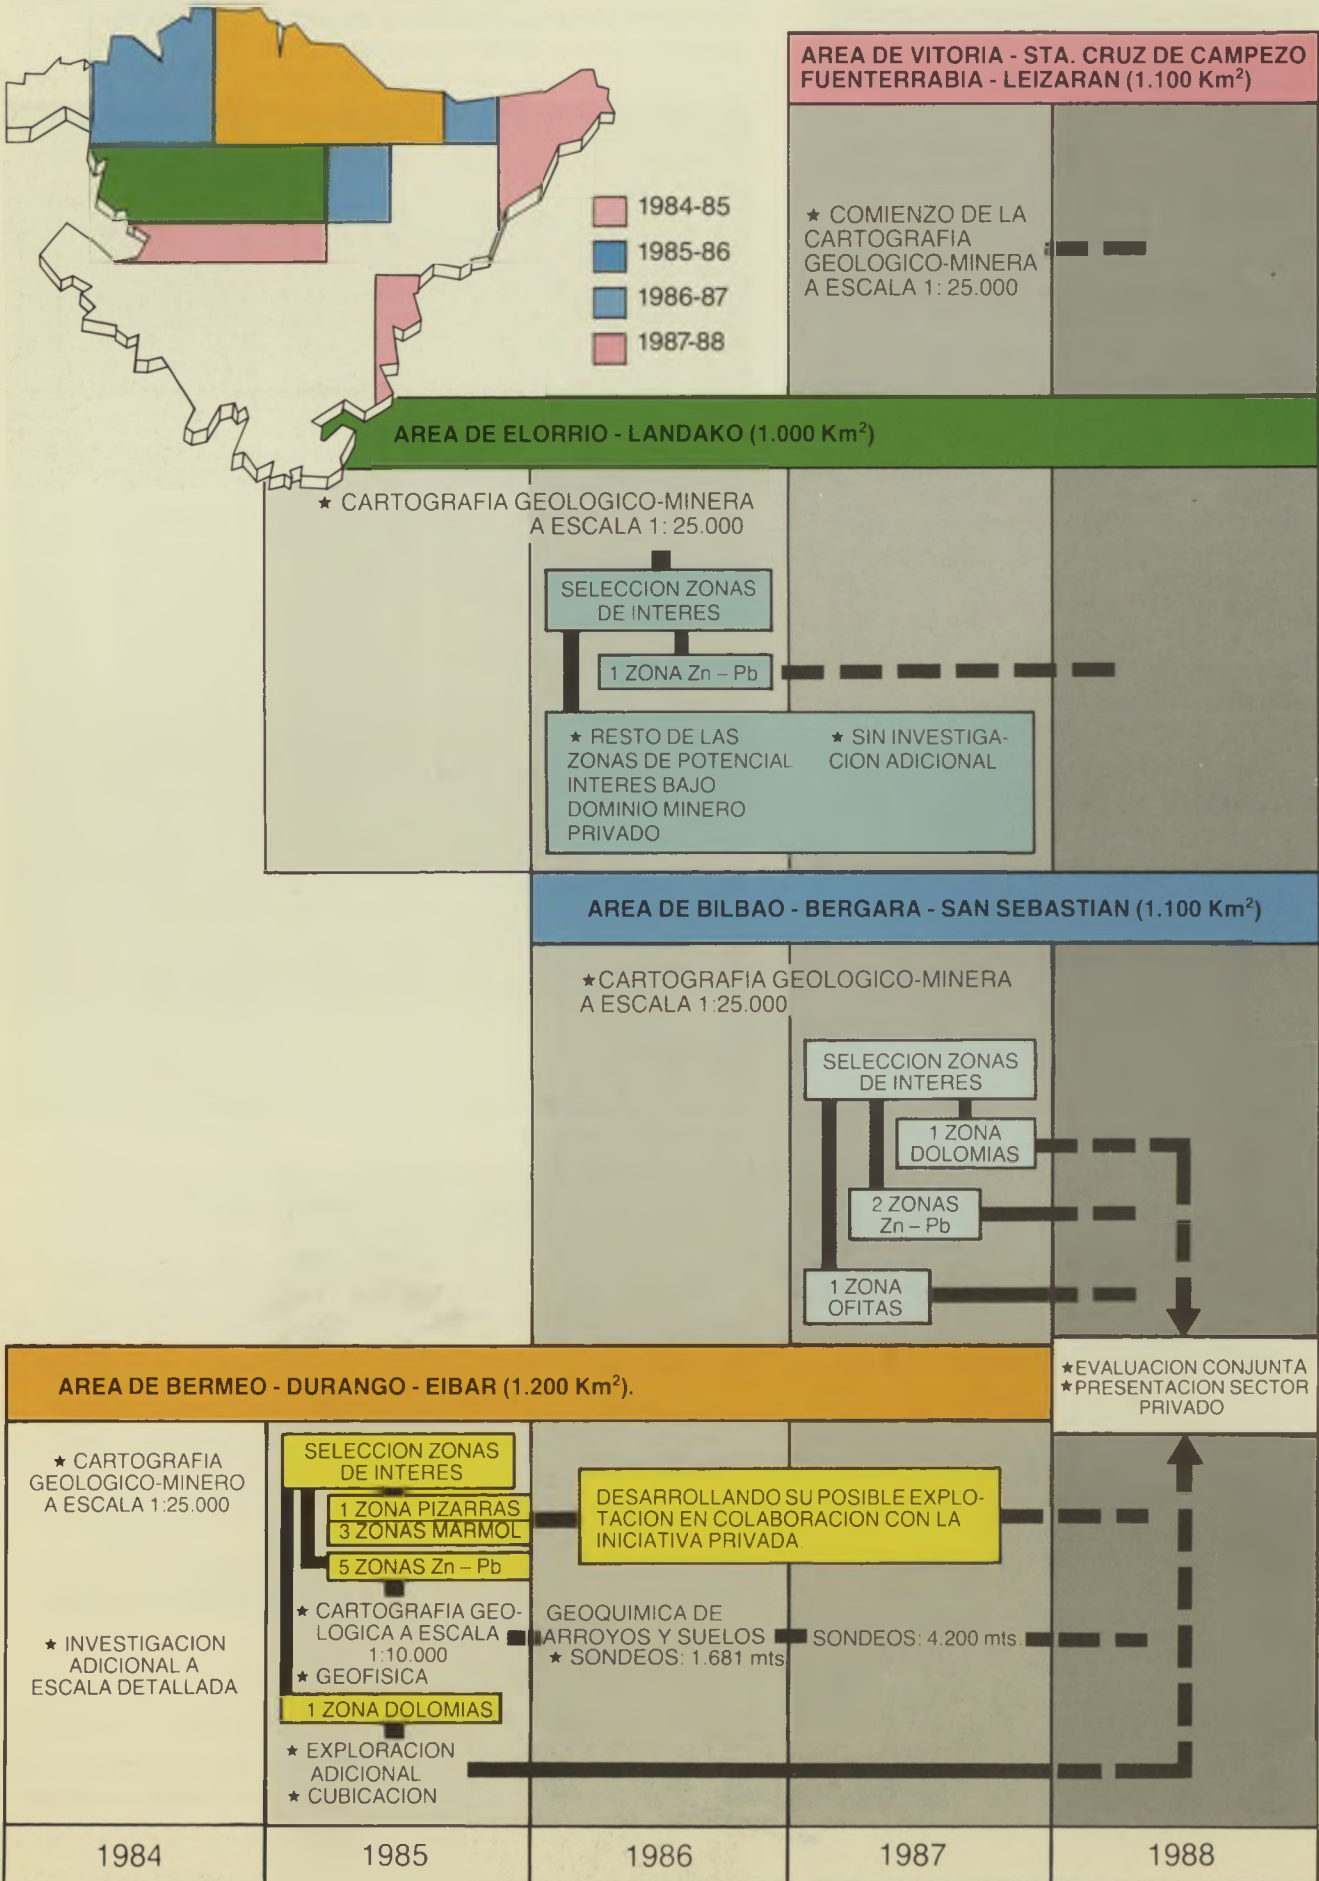 AREA DE VITORIA - STA. CRUZ DE CAMPEZO
FUENTERRABIA - LEIZARAN (1.100 Km²)
1984-85
1985-86
1986-87
1987-88
★ COMIENZO DE LA
CARTOGRAFIA
GEOLOGICO-MINERA
A ESCALA 1: 25.000
AREA DE ELORRIO - LANDAKO (1.000 Km²)
★ CARTOGRAFIA GEOLOGICO-MINERA
A ESCALA 1: 25.000
SELECCION ZONAS
DE INTERES
1 ZONA Zn – Pb
★ RESTO DE LAS
ZONAS DE POTENCIAL
INTERES BAJO
DOMINIO MINERO
PRIVADO
★ SIN INVESTIGA-
CION ADICIONAL
AREA DE BILBAO - BERGARA - SAN SEBASTIAN (1.100 Km²)
★CARTOGRAFIA GEOLOGICO-MINERA
A ESCALA 1:25.000
SELECCION ZONAS
DE INTERES
1 ZONA
DOLOMIAS
2 ZONAS
Zn – Pb
1 ZONA
OFITAS
★EVALUACION CONJUNTA
★PRESENTACION SECTOR
PRIVADO
AREA DE BERMEO - DURANGO - EIBAR (1.200 Km²).
★ CARTOGRAFIA
GEOLOGICO-MINERO
A ESCALA 1:25.000
★ INVESTIGACION
ADICIONAL A
ESCALA DETALLADA
SELECCION ZONAS
DE INTERES
1 ZONA PIZARRAS
3 ZONAS MARMOL
5 ZONAS Zn – Pb
★ CARTOGRAFIA GEO-
LOGICA A ESCALA
1:10.000
★ GEOFISICA
1 ZONA DOLOMIAS
★ EXPLORACION
ADICIONAL
★ CUBICACION
DESARROLLANDO SU POSIBLE EXPLO-
TACION EN COLABORACION CON LA
INICIATIVA PRIVADA.
GEOQUIMICA DE
ARROYOS Y SUELOS
★ SONDEOS: 1.681 mts.
SONDEOS: 4.200 mts.
1984
1985
1986
1987
1988